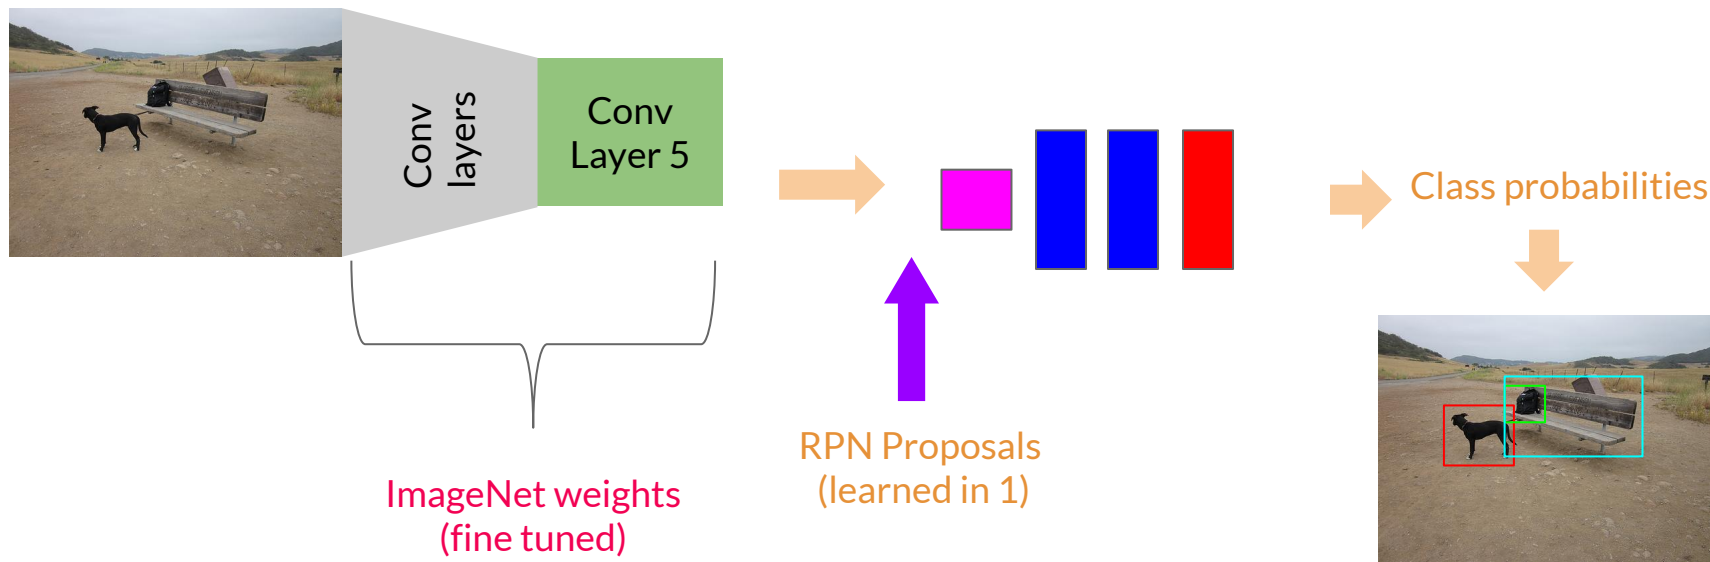 Conv
layers
Conv
Layer 5
Class probabilities
RPN Proposals
(learned in 1)
ImageNet weights
(fine tuned)